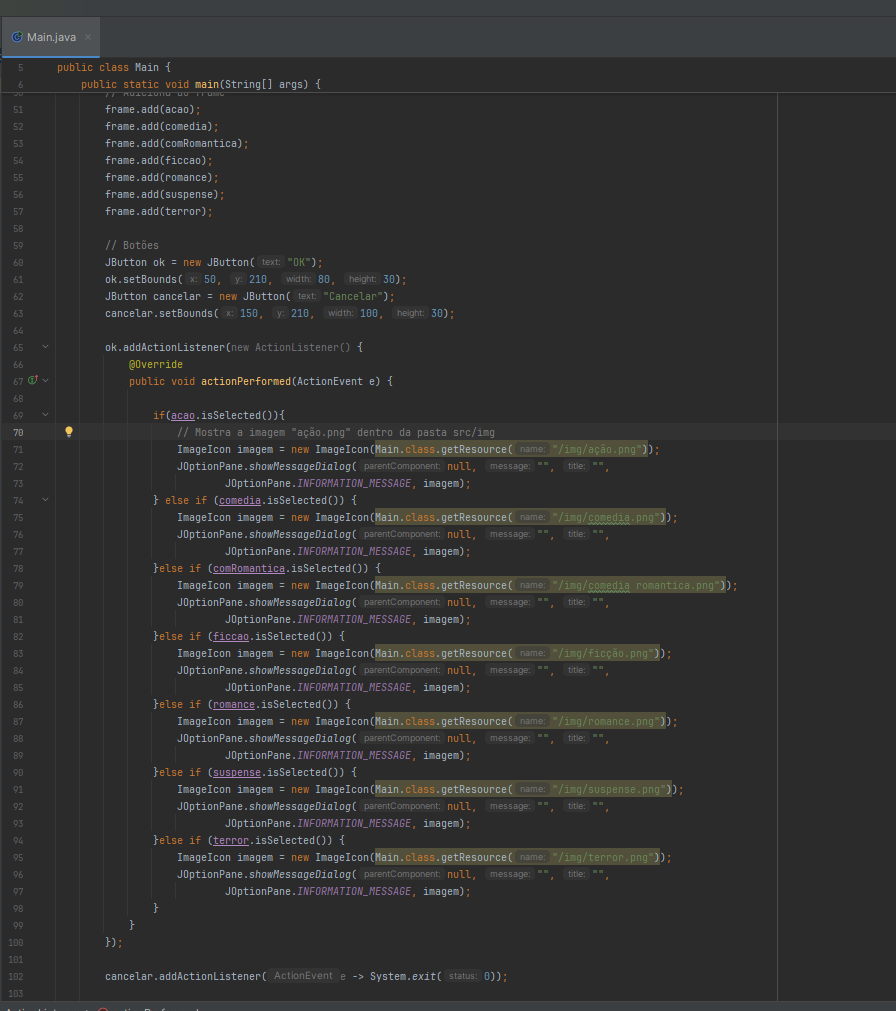 Main.java
5 public class Main {
6 public static void main(String[] args) {
50 // Adiciona ao frame
51 frame.add(acao);
52 frame.add(comedia);
53 frame.add(comRomantica);
54 frame.add(ficcao);
55 frame.add(romance);
56 frame.add(suspense);
57 frame.add(terror);
58
59 // Botões
60 JButton ok = new JButton( text: "OK");
61 ok.setBounds( x: 50, y: 210, width: 80, height: 30);
62 JButton cancelar = new JButton( text: "Cancelar");
63 cancelar.setBounds( x: 150, y: 210, width: 100, height: 30);
64
65 ok.addActionListener(new ActionListener() {
66 @Override
67 public void actionPerformed(ActionEvent e) {
68
69 if(acao.isSelected()){
70 // Mostra a imagem "ação.png" dentro da pasta src/img
71 ImageIcon imagem = new ImageIcon(Main.class.getResource( name: "/img/ação.png"));
72 JOptionPane.showMessageDialog( parentComponent: null, message: "", title: "",
73 JOptionPane.INFORMATION_MESSAGE, imagem);
74 } else if (comedia.isSelected()) {
75 ImageIcon imagem = new ImageIcon(Main.class.getResource( name: "/img/comedia.png"));
76 JOptionPane.showMessageDialog( parentComponent: null, message: "", title: "",
77 JOptionPane.INFORMATION_MESSAGE, imagem);
78 }else if (comRomantica.isSelected()) {
79 ImageIcon imagem = new ImageIcon(Main.class.getResource( name: "/img/comedia romantica.png"));
80 JOptionPane.showMessageDialog( parentComponent: null, message: "", title: "",
81 JOptionPane.INFORMATION_MESSAGE, imagem);
82 }else if (ficcao.isSelected()) {
83 ImageIcon imagem = new ImageIcon(Main.class.getResource( name: "/img/ficção.png"));
84 JOptionPane.showMessageDialog( parentComponent: null, message: "", title: "",
85 JOptionPane.INFORMATION_MESSAGE, imagem);
86 }else if (romance.isSelected()) {
87 ImageIcon imagem = new ImageIcon(Main.class.getResource( name: "/img/romance.png"));
88 JOptionPane.showMessageDialog( parentComponent: null, message: "", title: "",
89 JOptionPane.INFORMATION_MESSAGE, imagem);
90 }else if (suspense.isSelected()) {
91 ImageIcon imagem = new ImageIcon(Main.class.getResource( name: "/img/suspense.png"));
92 JOptionPane.showMessageDialog( parentComponent: null, message: "", title: "",
93 JOptionPane.INFORMATION_MESSAGE, imagem);
94 }else if (terror.isSelected()) {
95 ImageIcon imagem = new ImageIcon(Main.class.getResource( name: "/img/terror.png"));
96 JOptionPane.showMessageDialog( parentComponent: null, message: "", title: "",
97 JOptionPane.INFORMATION_MESSAGE, imagem);
98 }
99 }
100 });
101
102 cancelar.addActionListener( ActionEvent e -> System.exit( status: 0));
103